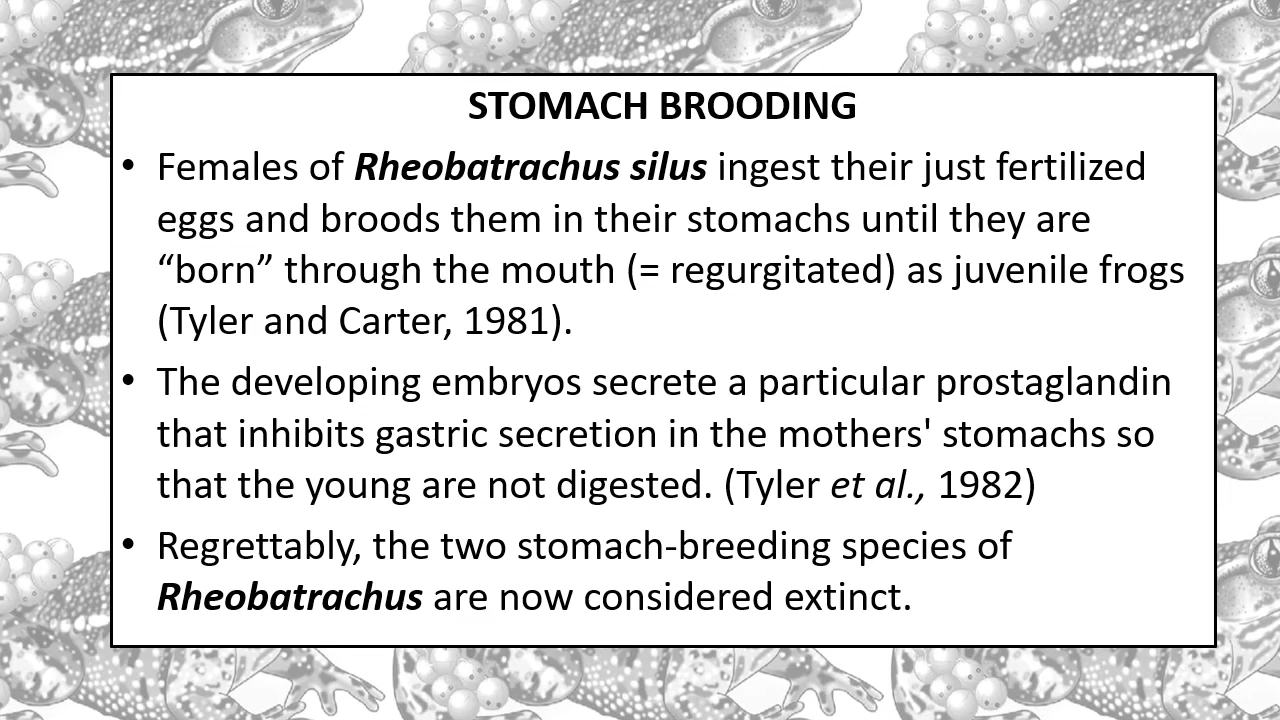 STOMACH BROODING
• Females of Rheobatrachus silus ingest their just fertilized
eggs and broods them in their stomachs until they are
“born” through the mouth (= regurgitated) as juvenile frogs
(Tyler and Carter, 1981).
• The developing embryos secrete a particular prostaglandin
that inhibits gastric secretion in the mothers' stomachs so
that the young are not digested. (Tyler et al., 1982)
• Regrettably, the two stomach-breeding species of
Rheobatrachus are now considered extinct.